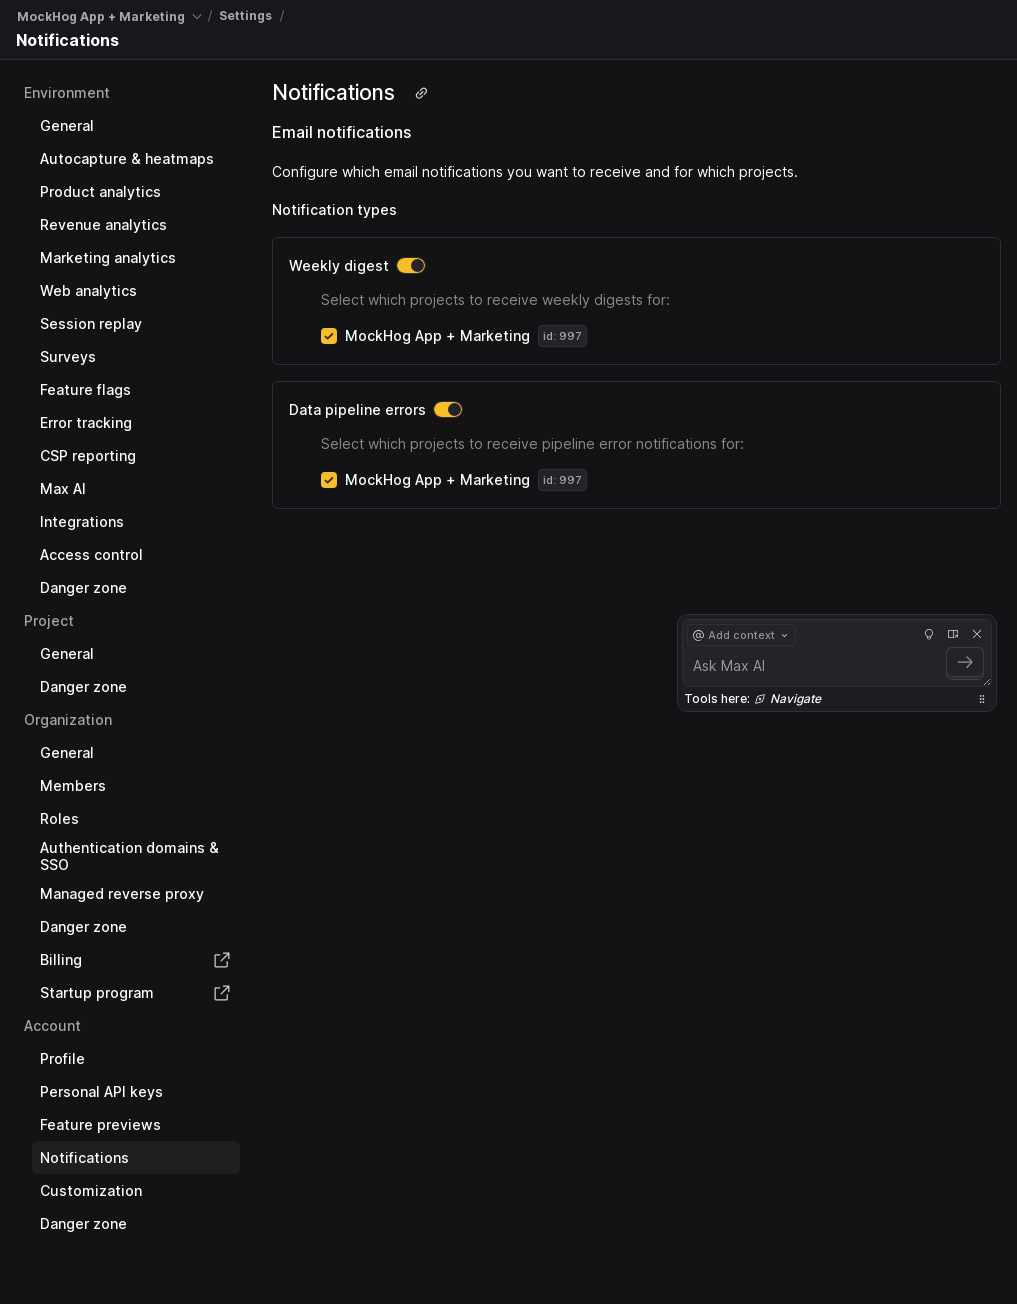 MockHog App + Marketing / Settings /
Notifications
Environment
General
Autocapture & heatmaps
Product analytics
Revenue analytics
Marketing analytics
Web analytics
Session replay
Surveys
Feature flags
Error tracking
CSP reporting
Max AI
Integrations
Access control
Danger zone
Project
General
Danger zone
Organization
General
Members
Roles
Authentication domains &
SSO
Managed reverse proxy
Danger zone
Billing
Startup program
Account
Profile
Personal API keys
Feature previews
Notifications
Customization
Danger zone
Notifications
Email notifications
Configure which email notifications you want to receive and for which projects.
Notification types
Weekly digest
Select which projects to receive weekly digests for:
MockHog App + Marketing id: 997
Data pipeline errors
Select which projects to receive pipeline error notifications for:
MockHog App + Marketing id: 997
@ Add context
Ask Max AI
Tools here: Navigate